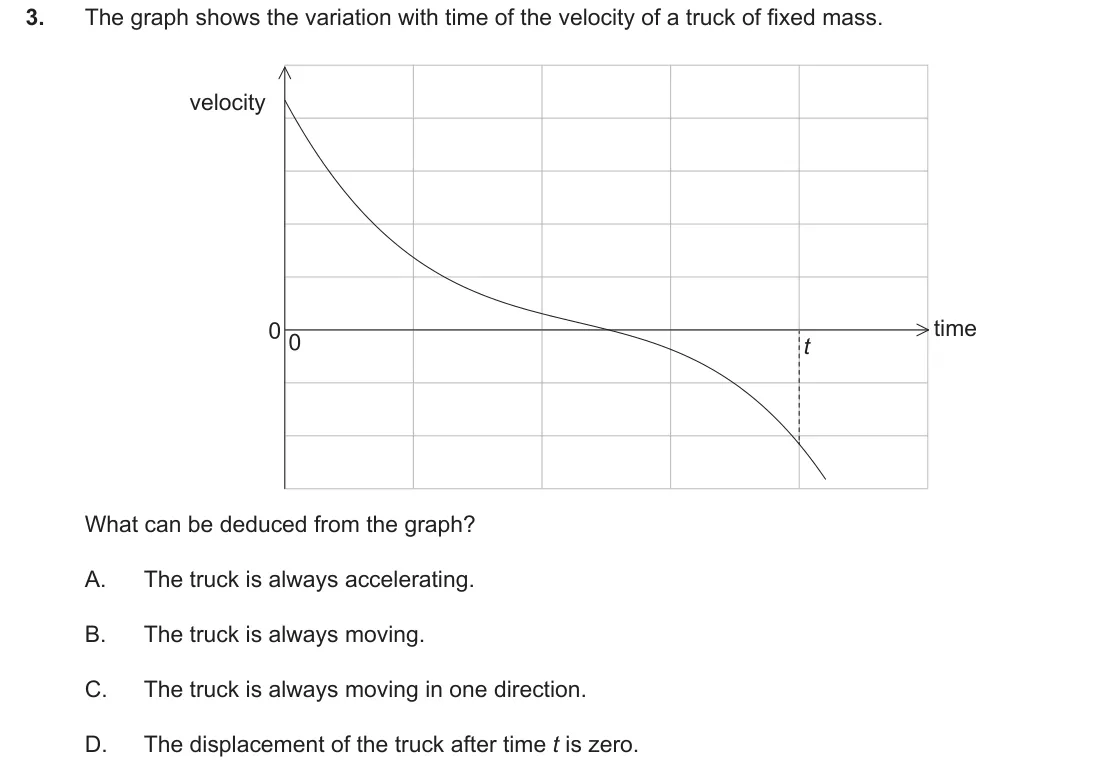 3. The graph shows the variation with time of the velocity of a truck of fixed mass.
velocity
0
0
time
t
What can be deduced from the graph?
A. The truck is always accelerating.
B. The truck is always moving.
C. The truck is always moving in one direction.
D. The displacement of the truck after time t is zero.